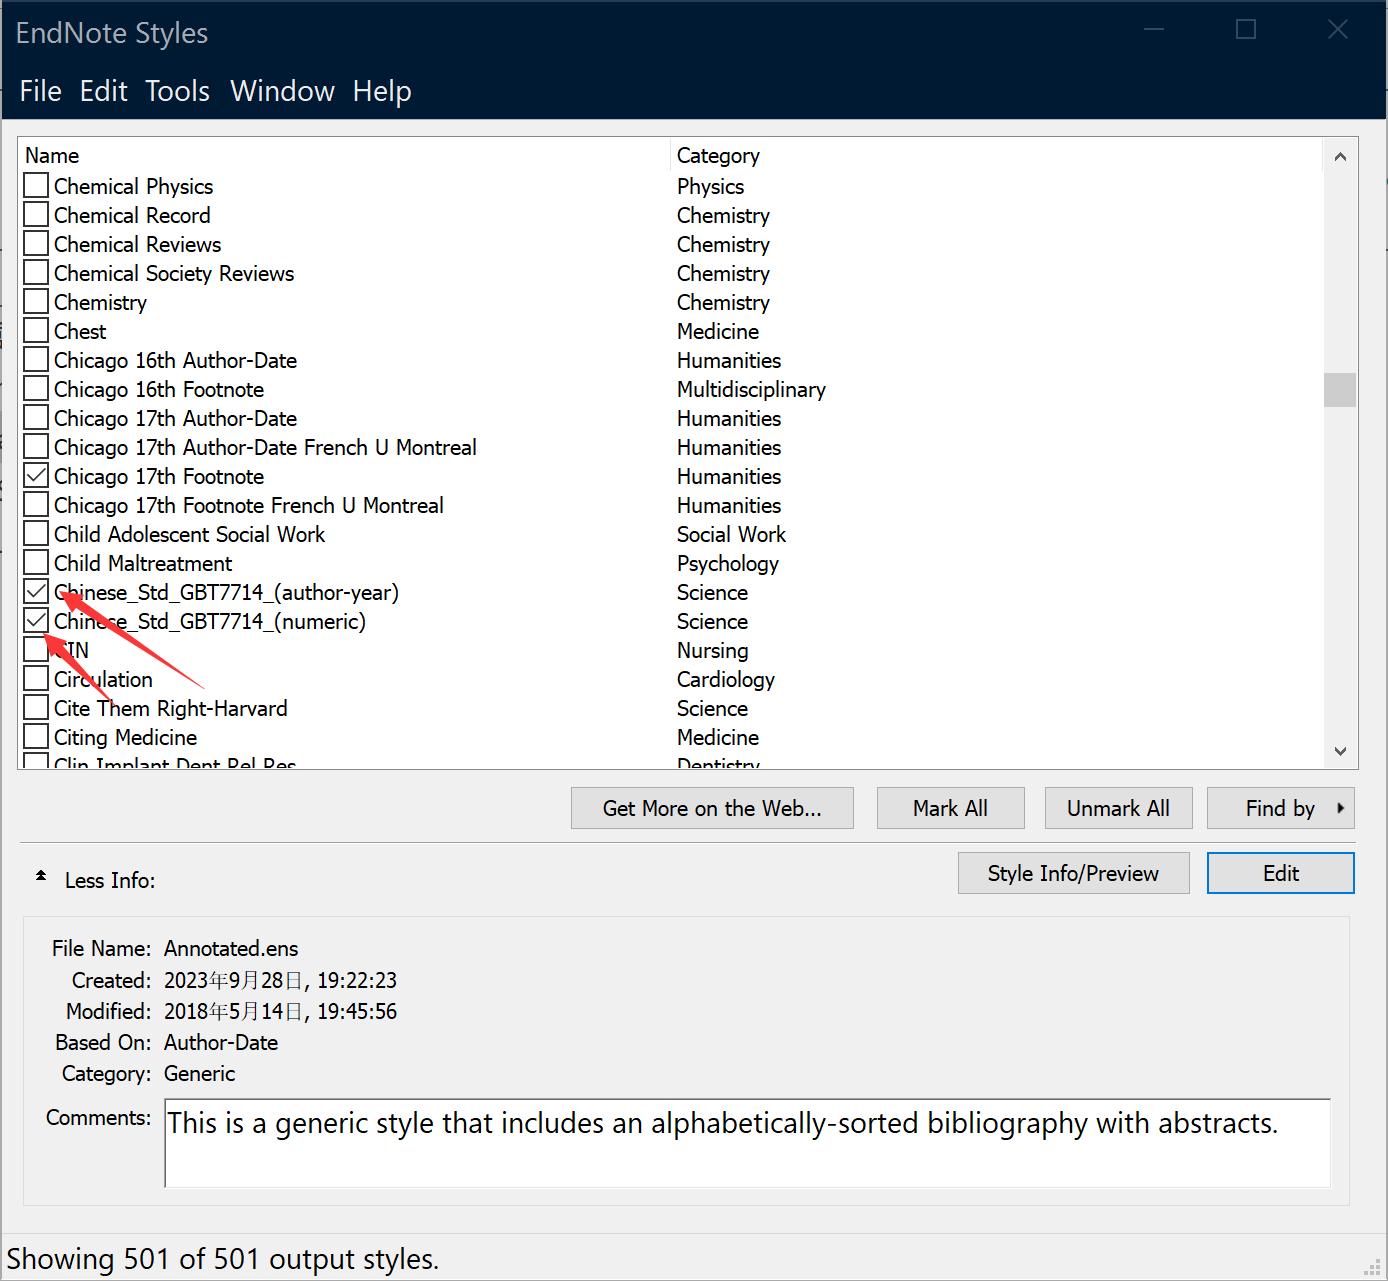 EndNote Styles
File Edit Tools Window Help
Name Category
Chemical Physics Physics
Chemical Record Chemistry
Chemical Reviews Chemistry
Chemical Society Reviews Chemistry
Chemistry Chemistry
Chest Medicine
Chicago 16th Author-Date Humanities
Chicago 16th Footnote Multidisciplinary
Chicago 17th Author-Date Humanities
Chicago 17th Author-Date French U Montreal Humanities
Chicago 17th Footnote Humanities
Chicago 17th Footnote French U Montreal Humanities
Child Adolescent Social Work Social Work
Child Maltreatment Psychology
Chinese_Std_GBT7714_(author-year) Science
Chinese_Std_GBT7714_(numeric) Science
CIN Nursing
Circulation Cardiology
Cite Them Right-Harvard Science
Citing Medicine Medicine
Clin Implant Dent Rel Res Dentistry
Get More on the Web... Mark All Unmark All Find by
Less Info: Style Info/Preview Edit
File Name: Annotated.ens
Created: 2023年9月28日, 19:22:23
Modified: 2018年5月14日, 19:45:56
Based On: Author-Date
Category: Generic
Comments: This is a generic style that includes an alphabetically-sorted bibliography with abstracts.
Showing 501 of 501 output styles.